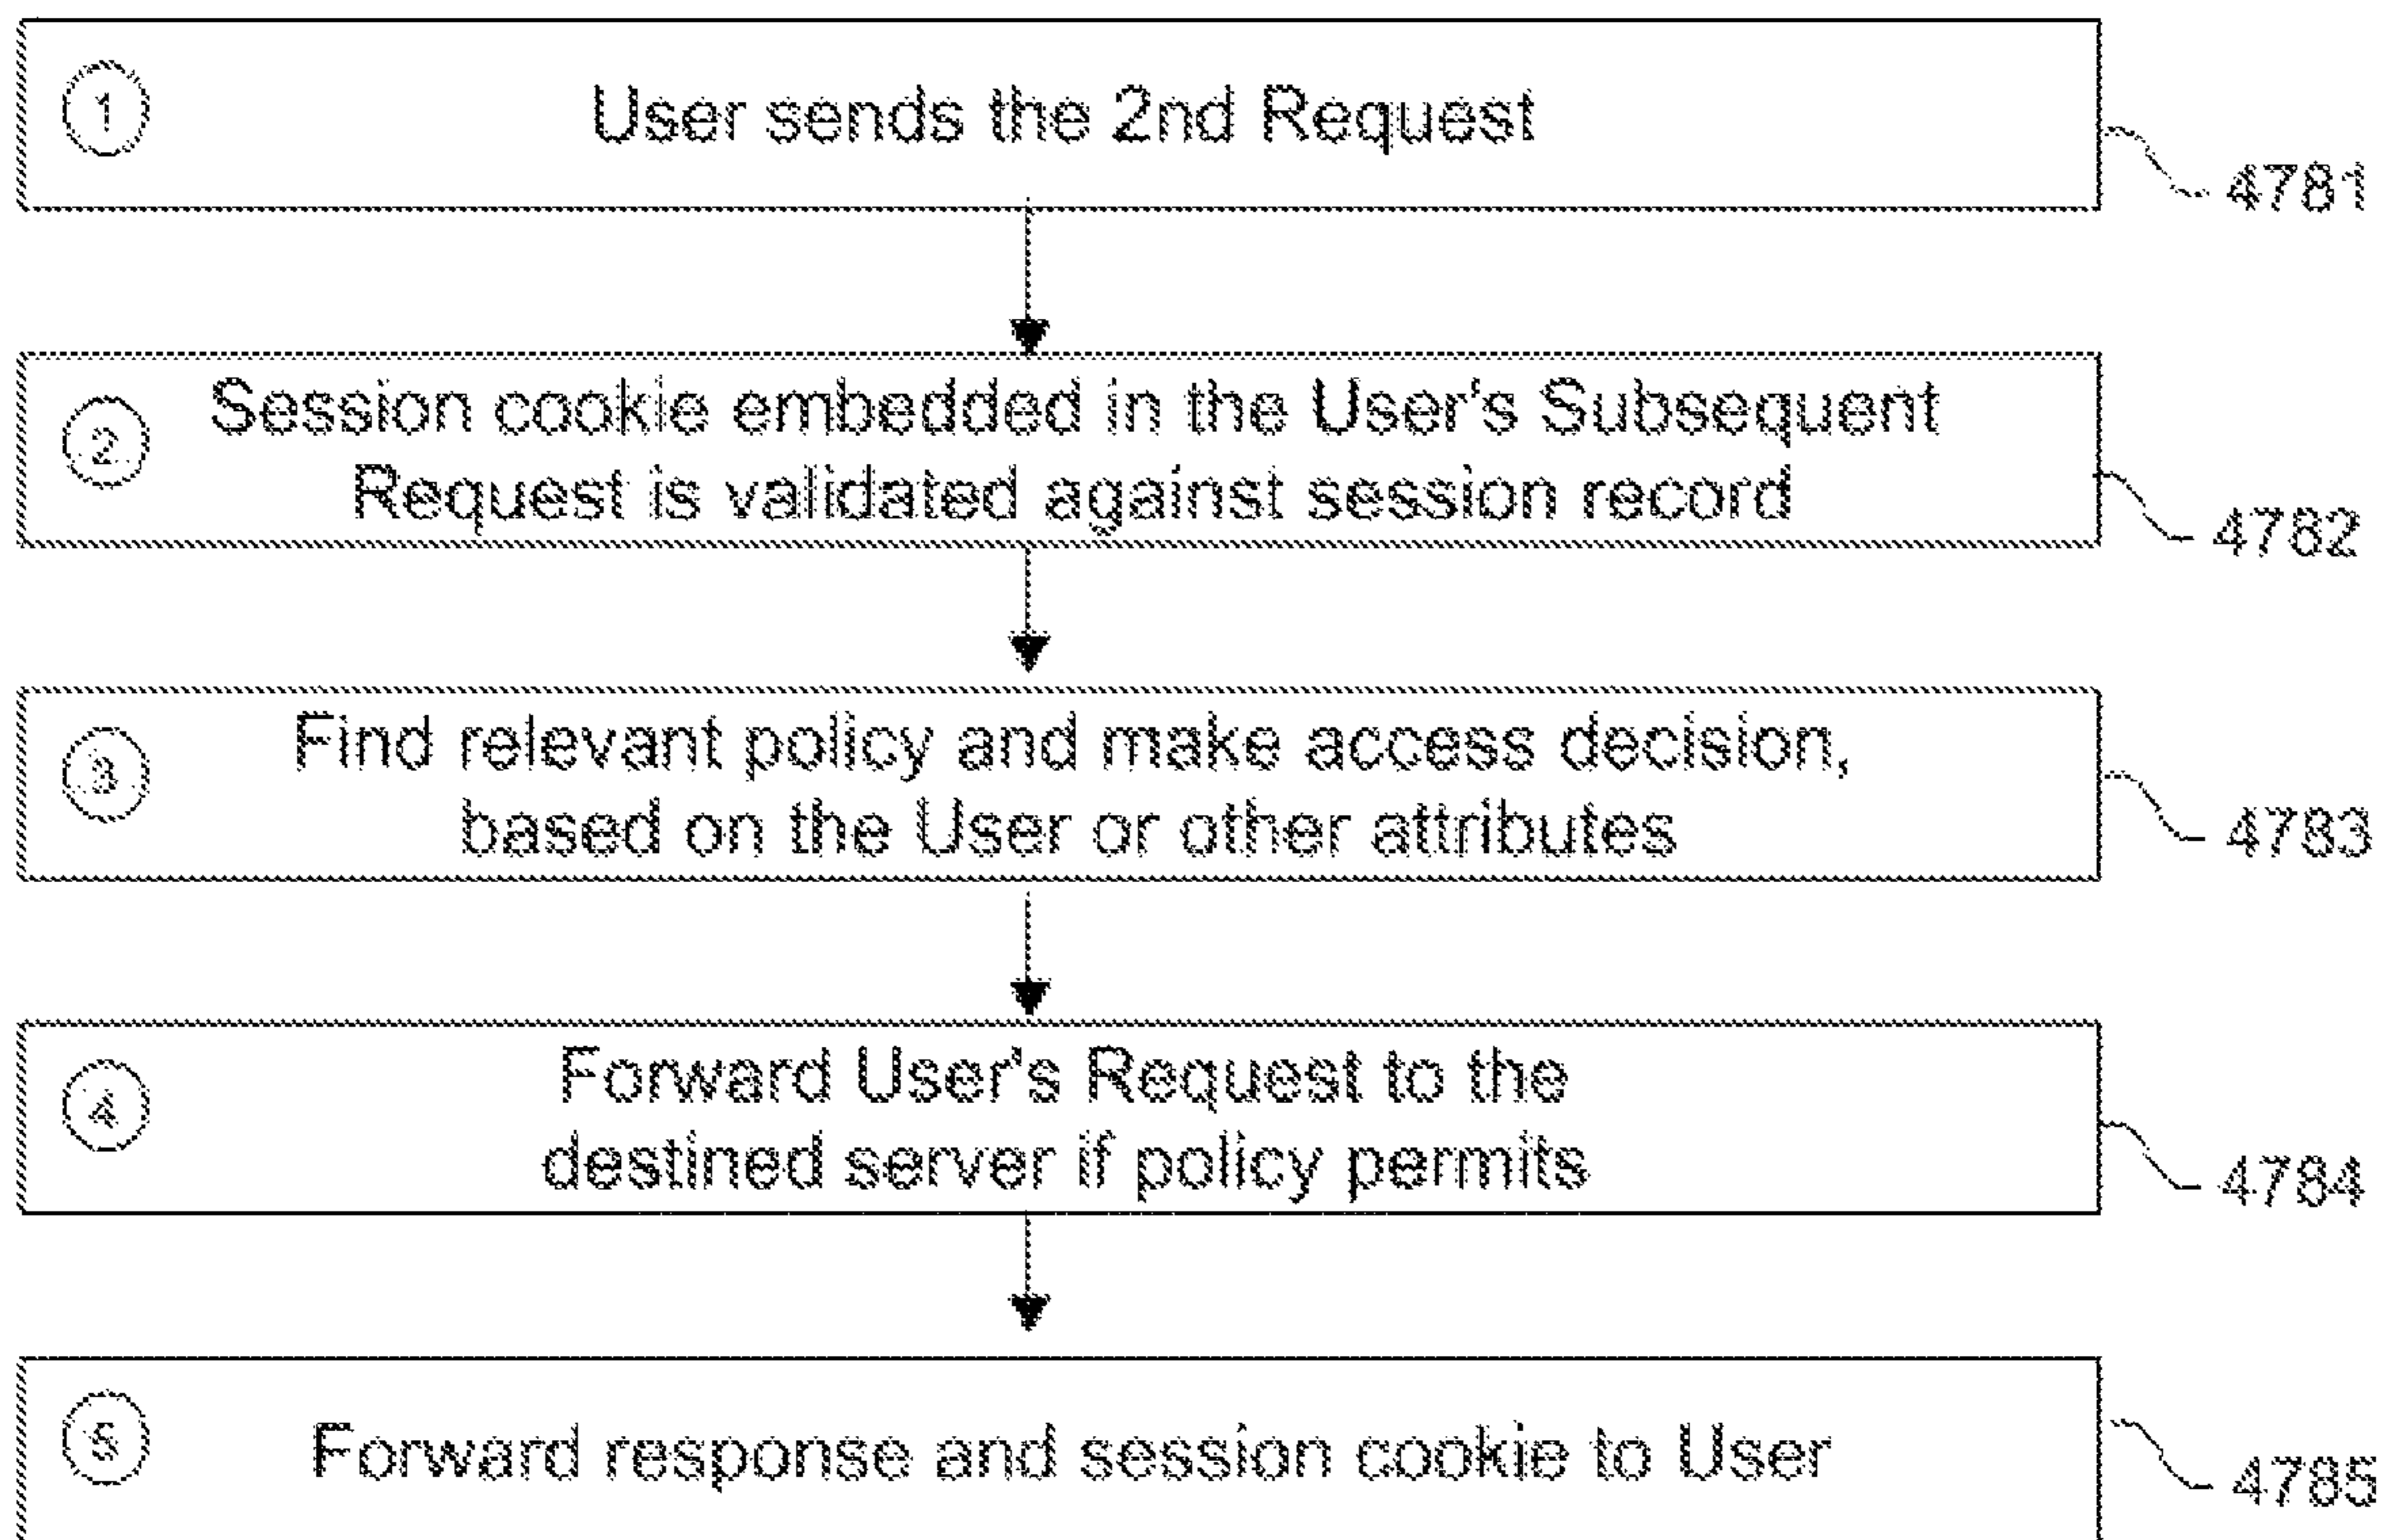 1 User sends the 2nd Request
4781
2 Session cookie embedded in the User's Subsequent
Request is validated against session record
4782
3 Find relevant policy and make access decision,
based on the User or other attributes
4783
4 Forward User's Request to the
destined server if policy permits
4784
5 Forward response and session cookie to User
4785